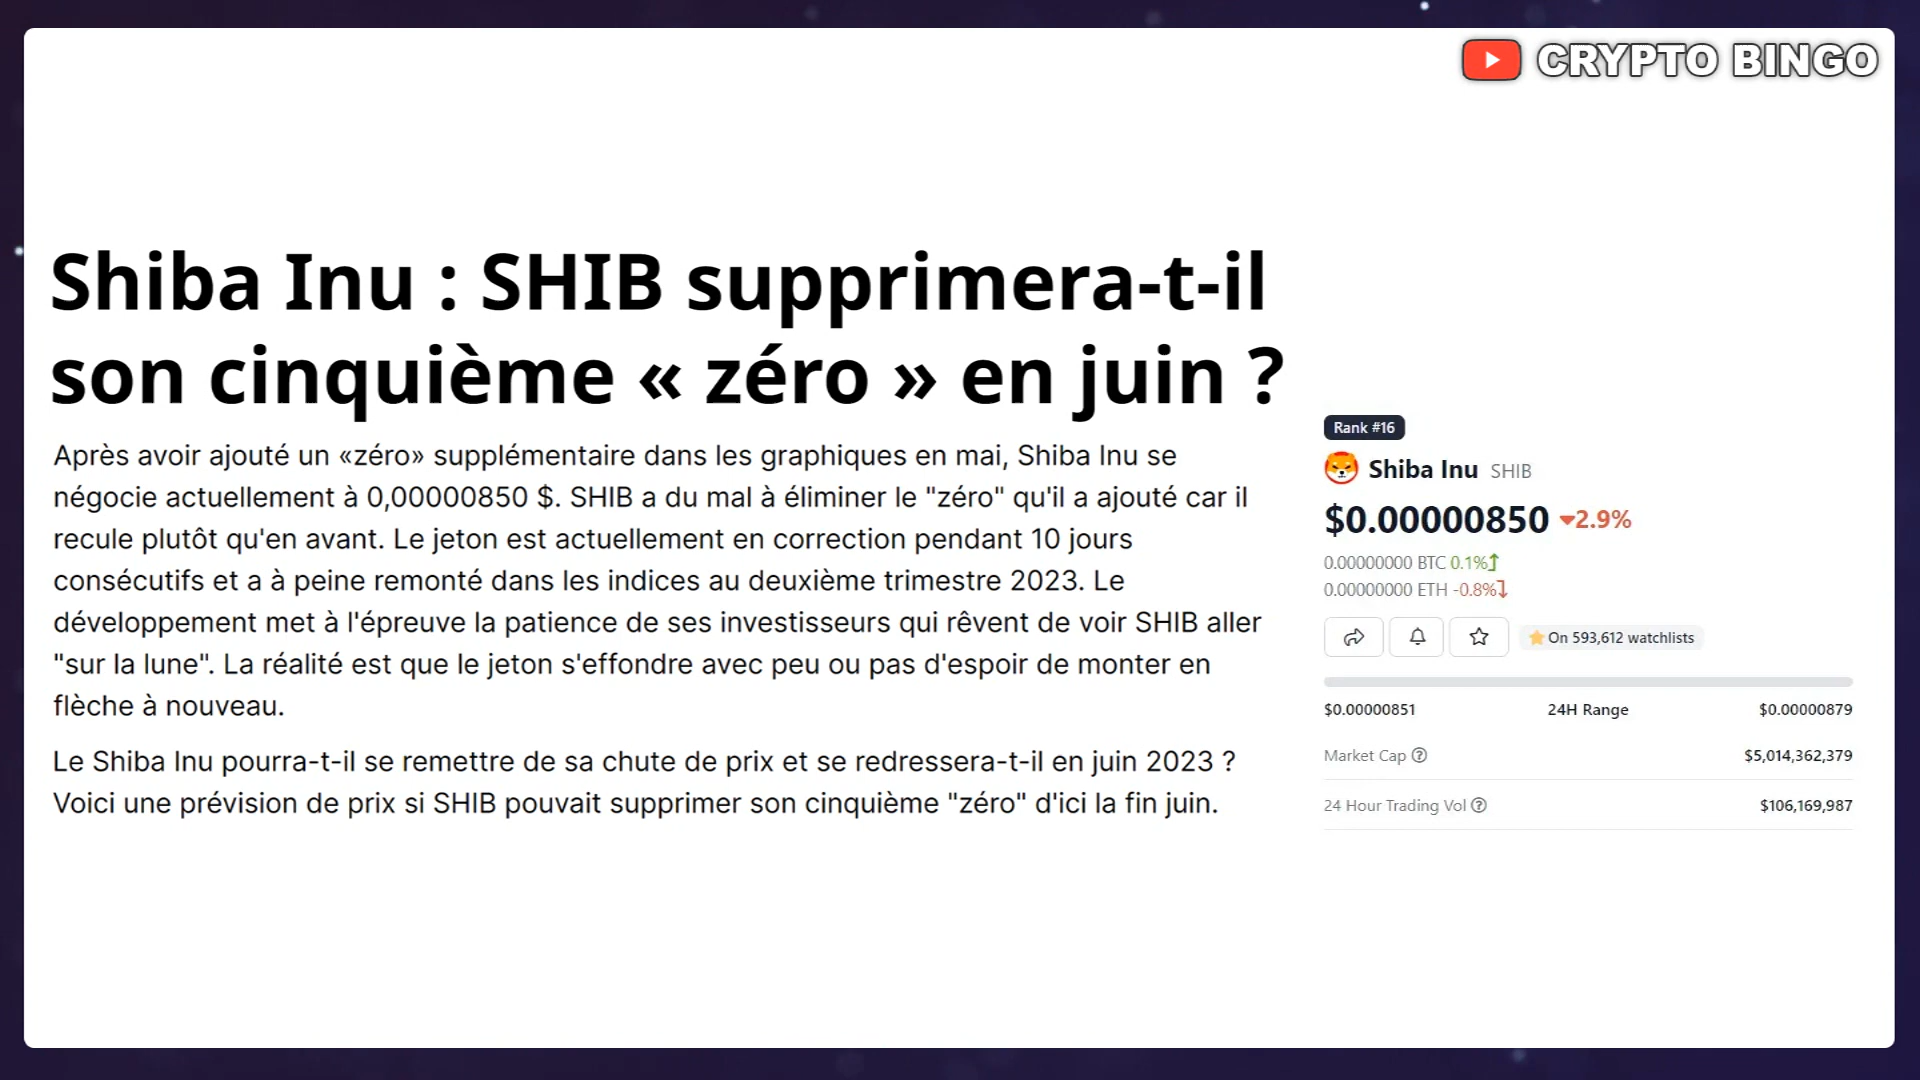 CRYPTO BINGO
Shiba Inu : SHIB supprimera-t-il
son cinquième « zéro » en juin ?
Après avoir ajouté un «zéro» supplémentaire dans les graphiques en mai, Shiba Inu se
négocie actuellement à 0,00000850 $. SHIB a du mal à éliminer le "zéro" qu'il a ajouté car il
recule plutôt qu'en avant. Le jeton est actuellement en correction pendant 10 jours
consécutifs et a à peine remonté dans les indices au deuxième trimestre 2023. Le
développement met à l'épreuve la patience de ses investisseurs qui rêvent de voir SHIB aller
"sur la lune". La réalité est que le jeton s'effondre avec peu ou pas d'espoir de monter en
flèche à nouveau.
Le Shiba Inu pourra-t-il se remettre de sa chute de prix et se redressera-t-il en juin 2023 ?
Voici une prévision de prix si SHIB pouvait supprimer son cinquième "zéro" d'ici la fin juin.
Rank #16
Shiba Inu SHIB
$0.00000850 2.9%
0.00000000 BTC 0.1%
0.00000000 ETH -0.8%
On 593,612 watchlists
$0.00000851 24H Range $0.00000879
Market Cap $5,014,362,379
24 Hour Trading Vol $106,169,987